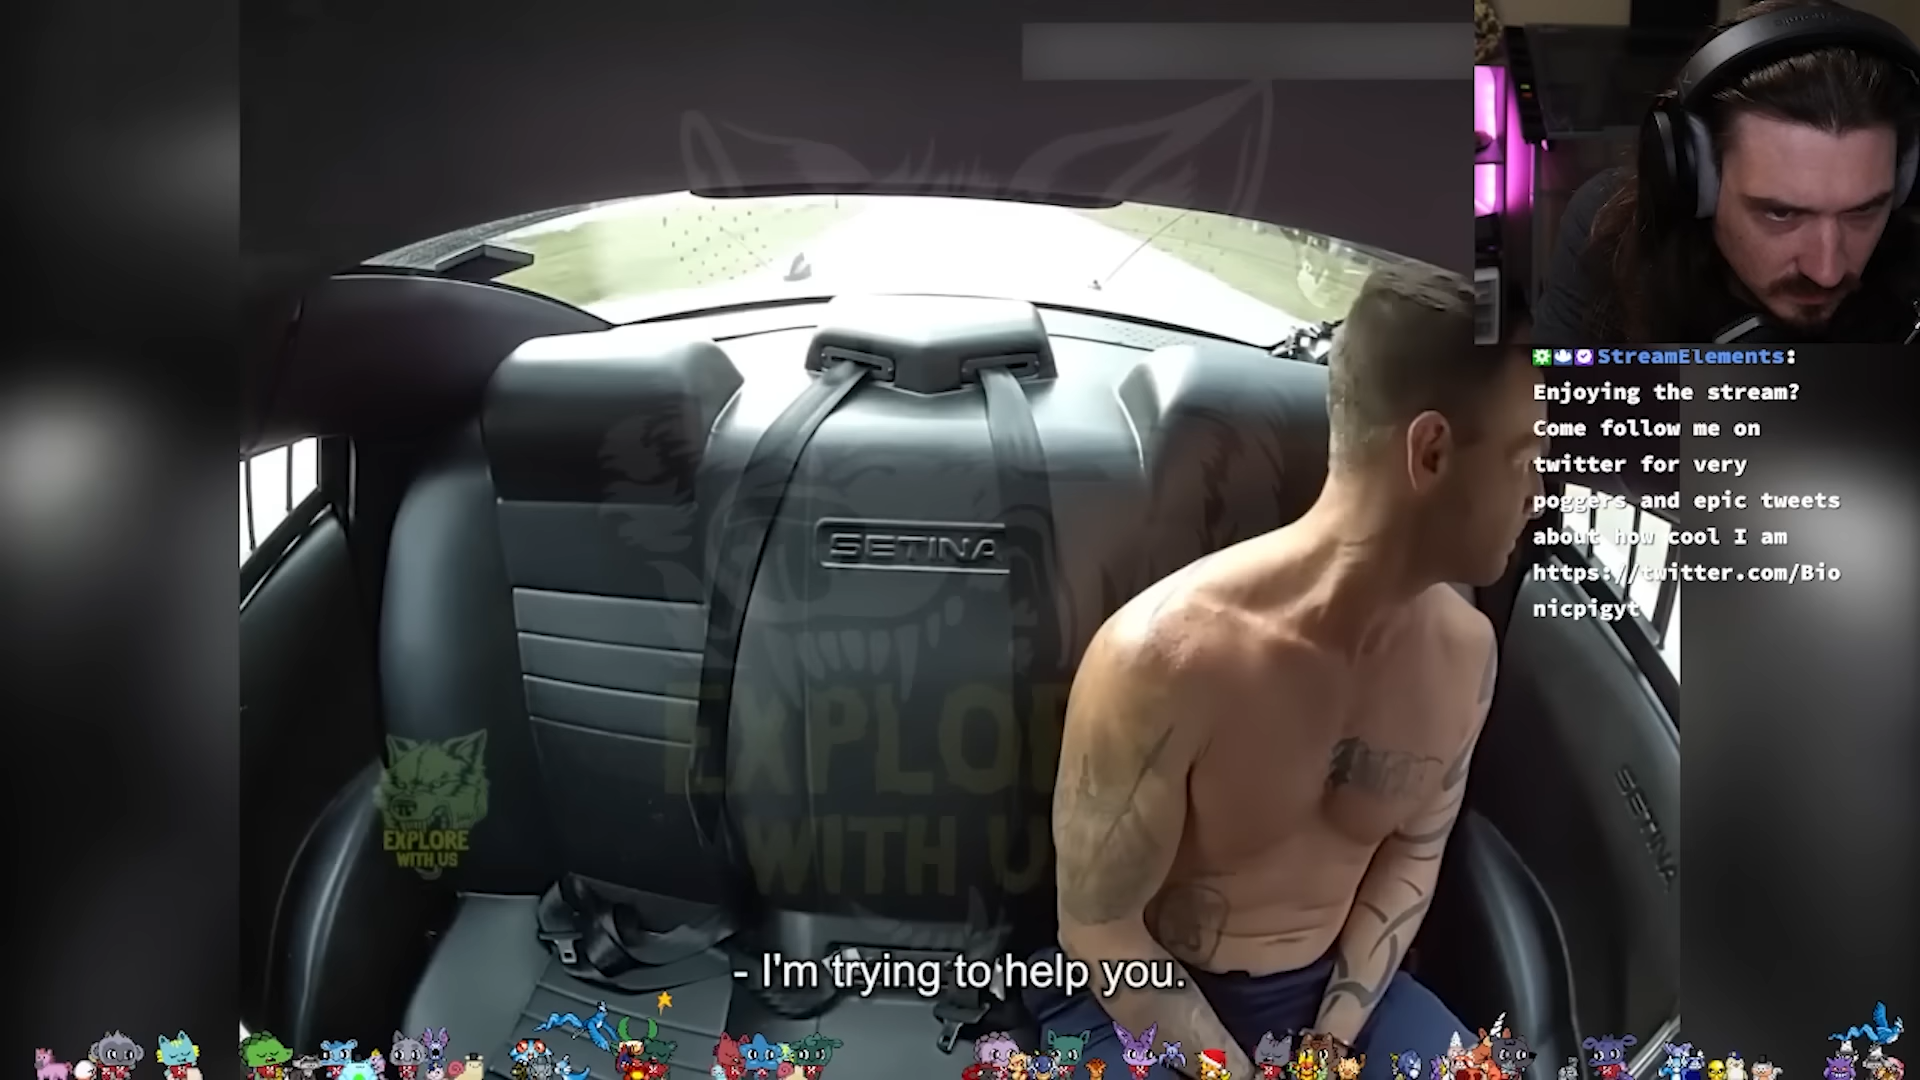 StreamElements:
Enjoying the stream?
Come follow me on
twitter for very
poggers and epic tweets
about how cool I am
https://twitter.com/Bio
nicpigyt
SETINA
SETINA
EXPLORE
WITH US
EXPLORE
WITH U
- I'm trying to help you.